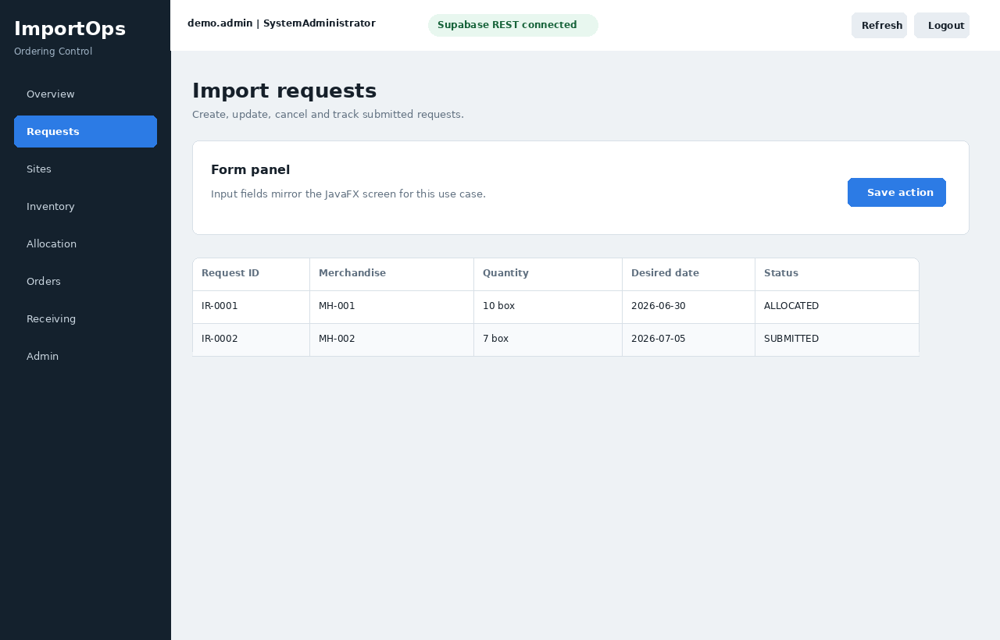 ImportOps
Ordering Control
Overview
Requests
Sites
Inventory
Allocation
Orders
Receiving
Admin
demo.admin | SystemAdministrator
Supabase REST connected
Refresh
Logout
Import requests
Create, update, cancel and track submitted requests.
Form panel
Input fields mirror the JavaFX screen for this use case.
Save action
Request ID Merchandise Quantity Desired date Status
IR-0001 MH-001 10 box 2026-06-30 ALLOCATED
IR-0002 MH-002 7 box 2026-07-05 SUBMITTED